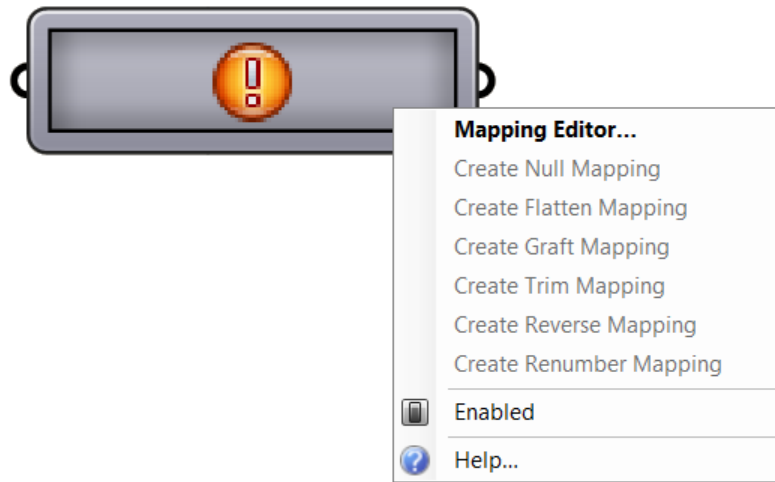 Mapping Editor...
Create Null Mapping
Create Flatten Mapping
Create Graft Mapping
Create Trim Mapping
Create Reverse Mapping
Create Renumber Mapping
Enabled
Help...